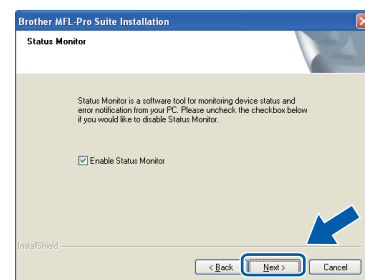 Brother MFL-Pro Suite Installation
Status Monitor
Status Monitor is a software tool for monitoring device status and
error notification from your PC. Please uncheck the checkbox below
if you would like to disable Status Monitor.
Enable Status Monitor
InstallShield
< Back
Next >
Cancel